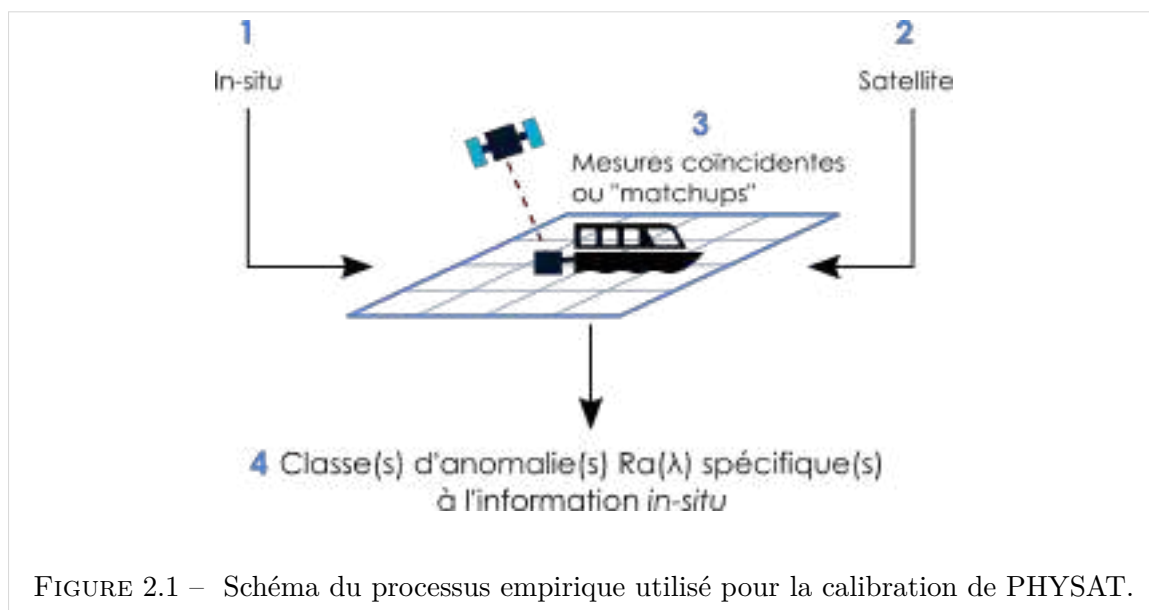 1
In-situ
2
Satellite
3
Mesures coïncidentes
ou "matchups"
4 Classe(s) d'anomalie(s) Ra(λ) spécifique(s)
à l'information in-situ
FIGURE 2.1 – Schéma du processus empirique utilisé pour la calibration de PHYSAT.